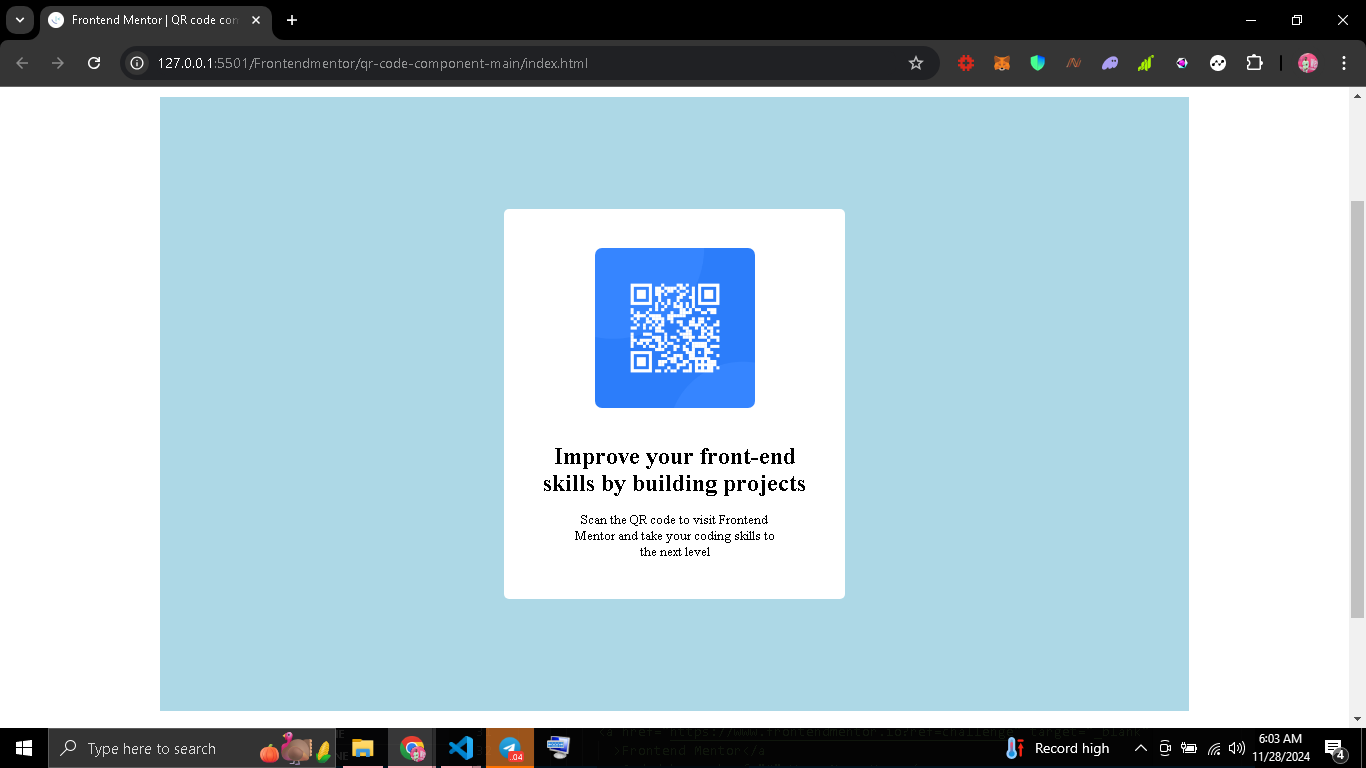 Frontend Mentor | QR code con
127.0.0.1:5501/Frontendmentor/qr-code-component-main/index.html
Improve your front-end
skills by building projects
Scan the QR code to visit Frontend
Mentor and take your coding skills to
the next level
Type here to search
.04
Record high
6:03 AM
11/28/2024
4